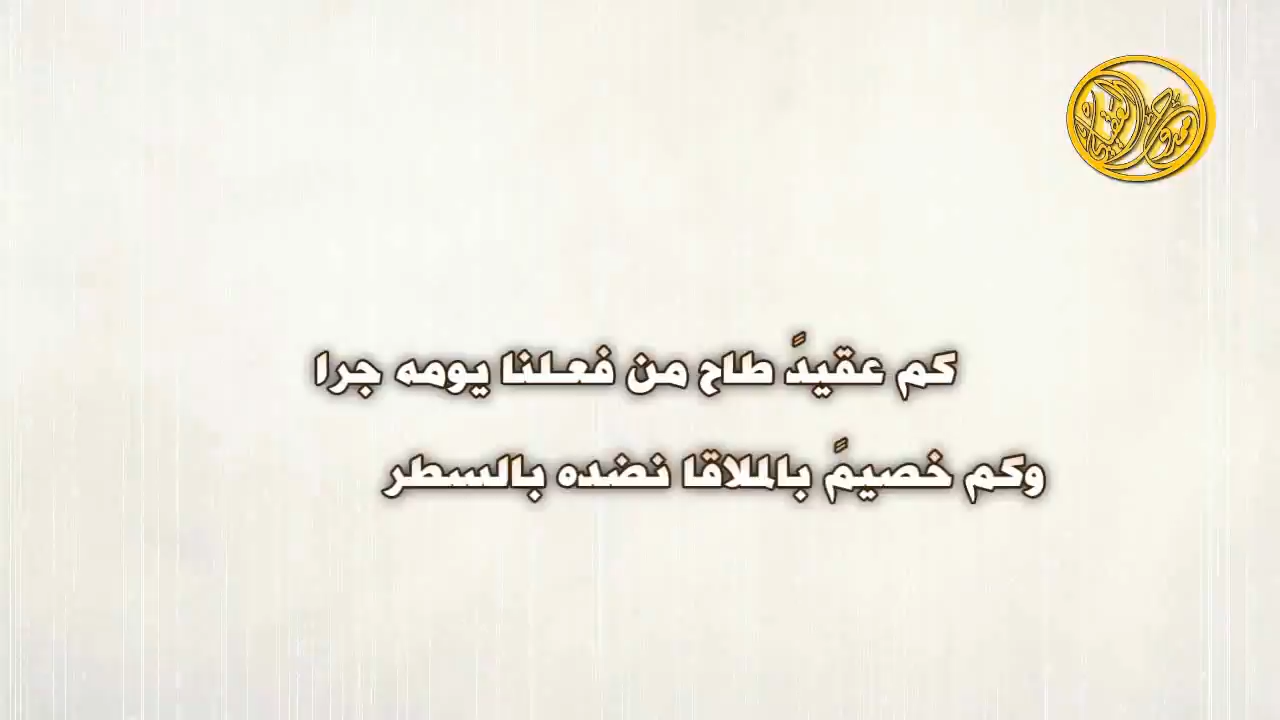 كم عقيدً طاح من فعلنا يومه جرا
وكم خصيمً بالملاقا نضده بالسطر